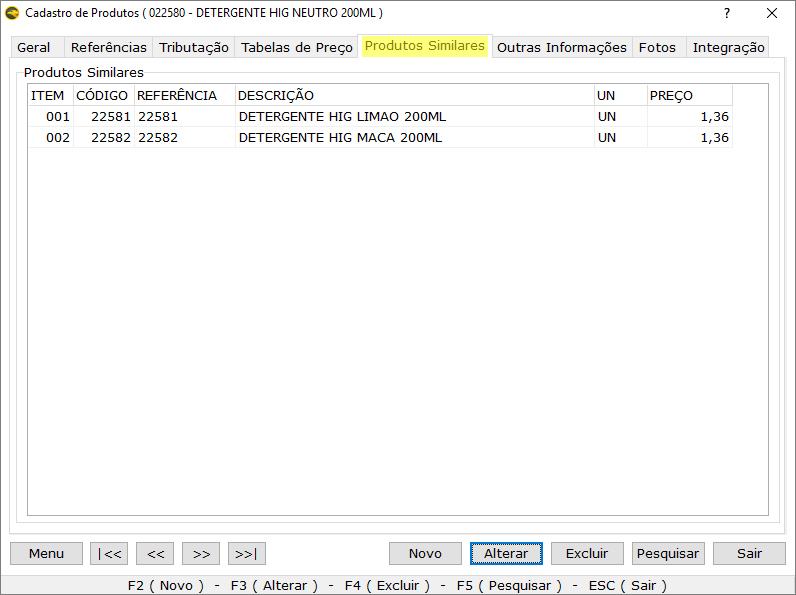 Cadastro de Produtos ( 022580 - DETERGENTE HIG NEUTRO 200ML ) ?
Geral Referências Tributação Tabelas de Preço Produtos Similares Outras Informações Fotos Integração
Produtos Similares
ITEM CÓDIGO REFERÊNCIA DESCRIÇÃO UN PREÇO
001 22581 22581 DETERGENTE HIG LIMAO 200ML UN 1,36
002 22582 22582 DETERGENTE HIG MACA 200ML UN 1,36
Menu |<< << >> >>| Novo Alterar Excluir Pesquisar Sair
F2 ( Novo ) - F3 ( Alterar ) - F4 ( Excluir ) - F5 ( Pesquisar ) - ESC ( Sair )